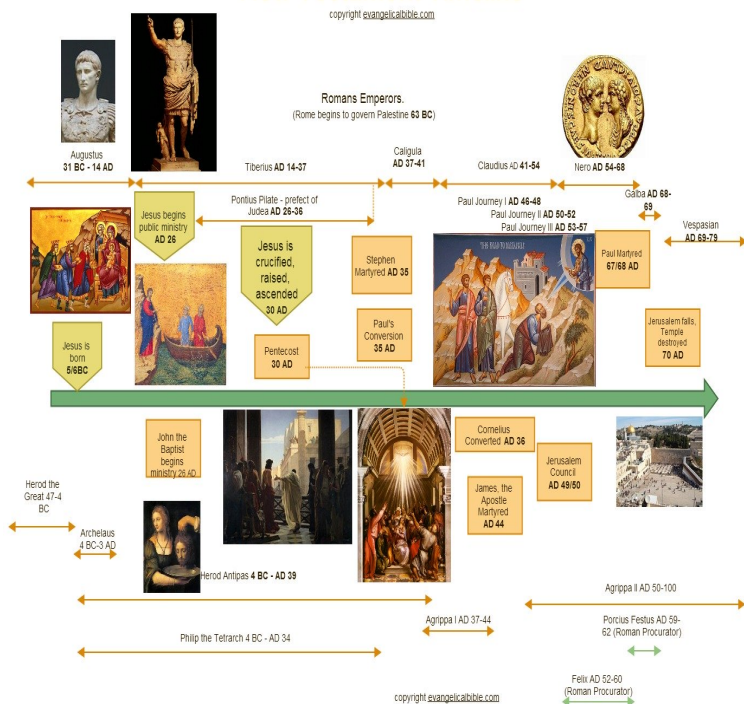 copyright evangelicalbible.com
Romans Emperors.
(Rome begins to govern Palestine 63 BC)
Augustus
31 BC - 14 AD
Tiberius AD 14-37
Caligula
AD 37-41
Claudius AD 41-54
Nero AD 54-68
Galba AD 68-
69
Vespasian
AD 69-79
Jesus begins
public ministry
AD 26
Pontius Pilate - prefect of
Judea AD 26-36
Paul Journey I AD 46-48
Paul Journey II AD 50-52
Paul Journey III AD 53-57
Jesus is
crucified,
raised,
ascended
30 AD
Stephen
Martyred AD 35
Paul Martyred
67/68 AD
Jesus is
born
5/6BC
Pentecost
30 AD
Paul's
Conversion
35 AD
Jerusalem falls,
Temple
destroyed
70 AD
John the
Baptist
begins
ministry 26 AD
Cornelius
Converted AD 36
Jerusalem
Council
AD 49/50
James, the
Apostle
Martyred
AD 44
Herod the
Great 47-4
BC
Archelaus
4 BC-3 AD
Herod Antipas 4 BC - AD 39
Agrippa II AD 50-100
Agrippa I AD 37-44
Porcius Festus AD 59-
62 (Roman Procurator)
Philip the Tetrarch 4 BC - AD 34
Felix AD 52-60
(Roman Procurator)
copyright evangelicalbible.com